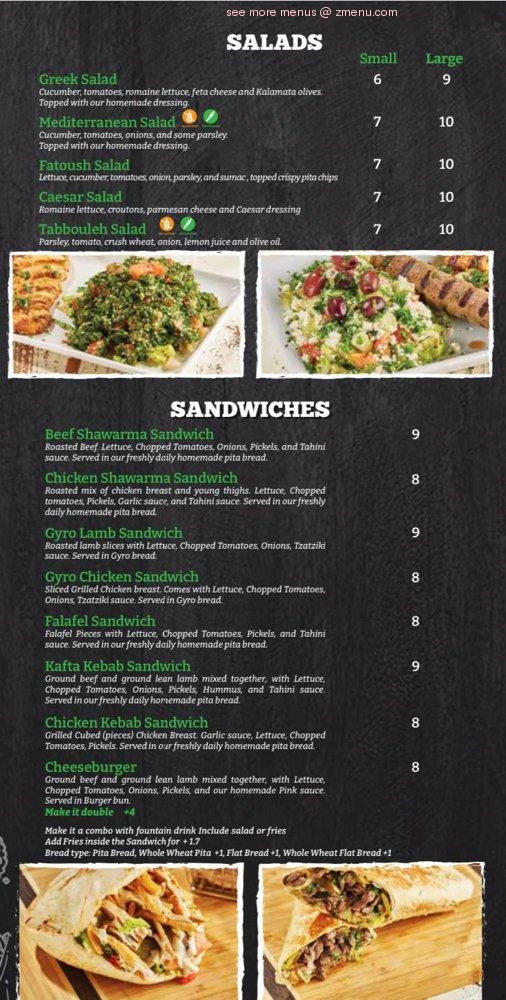 see more menus @ zmenu.com
SALADS
Small Large
Greek Salad 6 9
Cucumber, tomatoes, romaine lettuce, feta cheese and Kalamata olives.
Topped with our homemade dressing.
Mediterranean Salad 7 10
Cucumber, tomatoes, onions, and some parsley.
Topped with our homemade dressing.
Fatoush Salad 7 10
Lettuce, cucumber, tomatoes, onion, parsley, and sumac, topped crispy pita chips
Caesar Salad 7 10
Romaine lettuce, croutons, parmesan cheese and Caesar dressing
Tabbouleh Salad 7 10
Parsley, tomato, crush wheat, onion, lemon juice and olive oil.
SANDWICHES
Beef Shawarma Sandwich 9
Roasted Beef. Lettuce, Chopped Tomatoes, Onions, Pickels, and Tahini
sauce. Served in our freshly daily homemade pita bread.
Chicken Shawarma Sandwich 8
Roasted mix of chicken breast and young thighs. Lettuce, Chopped
tomatoes, Pickels, Garlic sauce, and Tahini sauce. Served in our freshly
daily homemade pita bread.
Gyro Lamb Sandwich 9
Roasted lamb slices with Lettuce, Chopped Tomatoes, Onions, Tzatziki
sauce. Served in Gyro bread.
Gyro Chicken Sandwich 8
Sliced Grilled Chicken breast. Comes with Lettuce, Chopped Tomatoes,
Onions, Tzatziki sauce. Served in Gyro bread.
Falafel Sandwich 8
Falafel Pieces with Lettuce, Chopped Tomatoes, Pickels, and Tahini
sauce. Served in our freshly daily homemade pita bread.
Kafta Kebab Sandwich 9
Ground beef and ground lean lamb mixed together, with Lettuce,
Chopped Tomatoes, Onions, Pickels, Hummus, and Tahini sauce.
Served in our freshly daily homemade pita bread.
Chicken Kebab Sandwich 8
Grilled Cubed (pieces) Chicken Breast. Garlic sauce, Lettuce, Chopped
Tomatoes, Pickels. Served in our freshly daily homemade pita bread.
Cheeseburger 8
Ground beef and ground lean lamb mixed together, with Lettuce,
Chopped Tomatoes, Onions, Pickels, and our homemade Pink sauce.
Served in Burger bun.
Make it double +4
Make it a combo with fountain drink Include salad or fries
Add Fries inside the Sandwich for +1.7
Bread type: Pita Bread, Whole Wheat Pita +1, Flat Bread +1, Whole Wheat Flat Bread +1